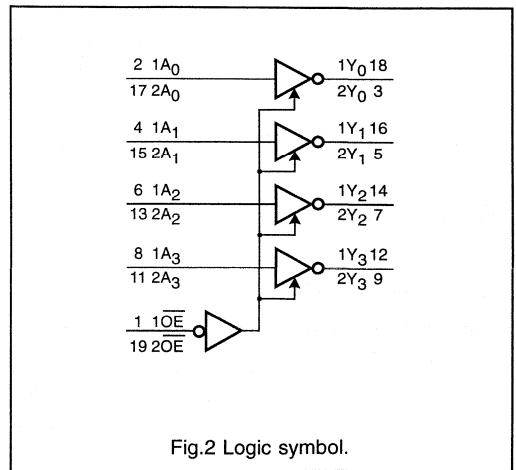 2 1A0 1Y0 18
17 2A0 2Y0 3
4 1A1 1Y1 16
15 2A1 2Y1 5
6 1A2 1Y2 14
13 2A2 2Y2 7
8 1A3 1Y3 12
11 2A3 2Y3 9
1 1O̅E̅
19 2O̅E̅
Fig.2 Logic symbol.